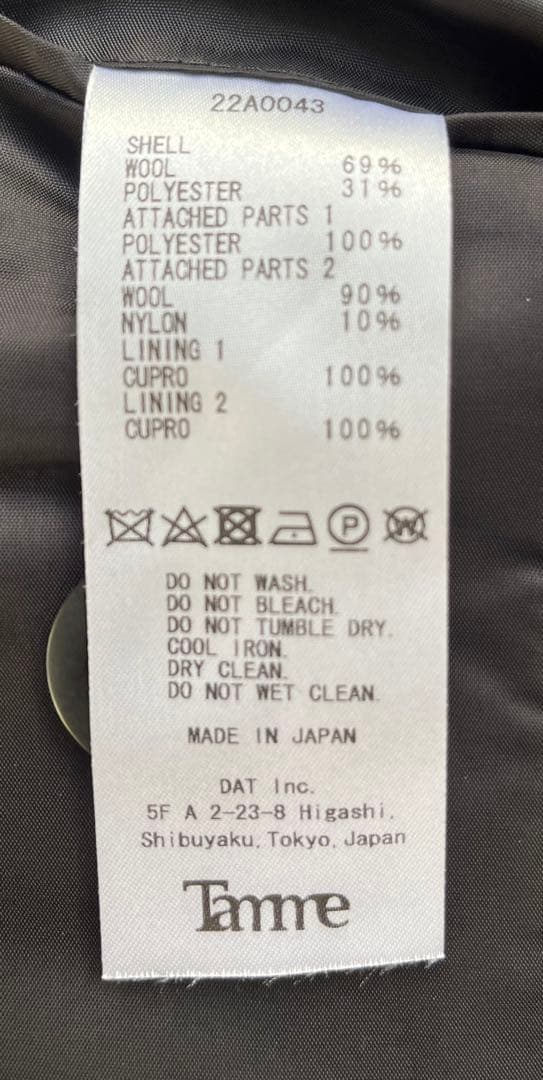 22A0043
SHELL
WOOL 69%
POLYESTER 31%
ATTACHED PARTS 1
POLYESTER 100%
ATTACHED PARTS 2
WOOL 90%
NYLON 10%
LINING 1
CUPRO 100%
LINING 2
CUPRO 100%
P W
DO NOT WASH.
DO NOT BLEACH.
DO NOT TUMBLE DRY.
COOL IRON.
DRY CLEAN.
DO NOT WET CLEAN.
MADE IN JAPAN
DAT Inc.
5F A 2-23-8 Higashi,
Shibuyaku, Tokyo, Japan
Tamme